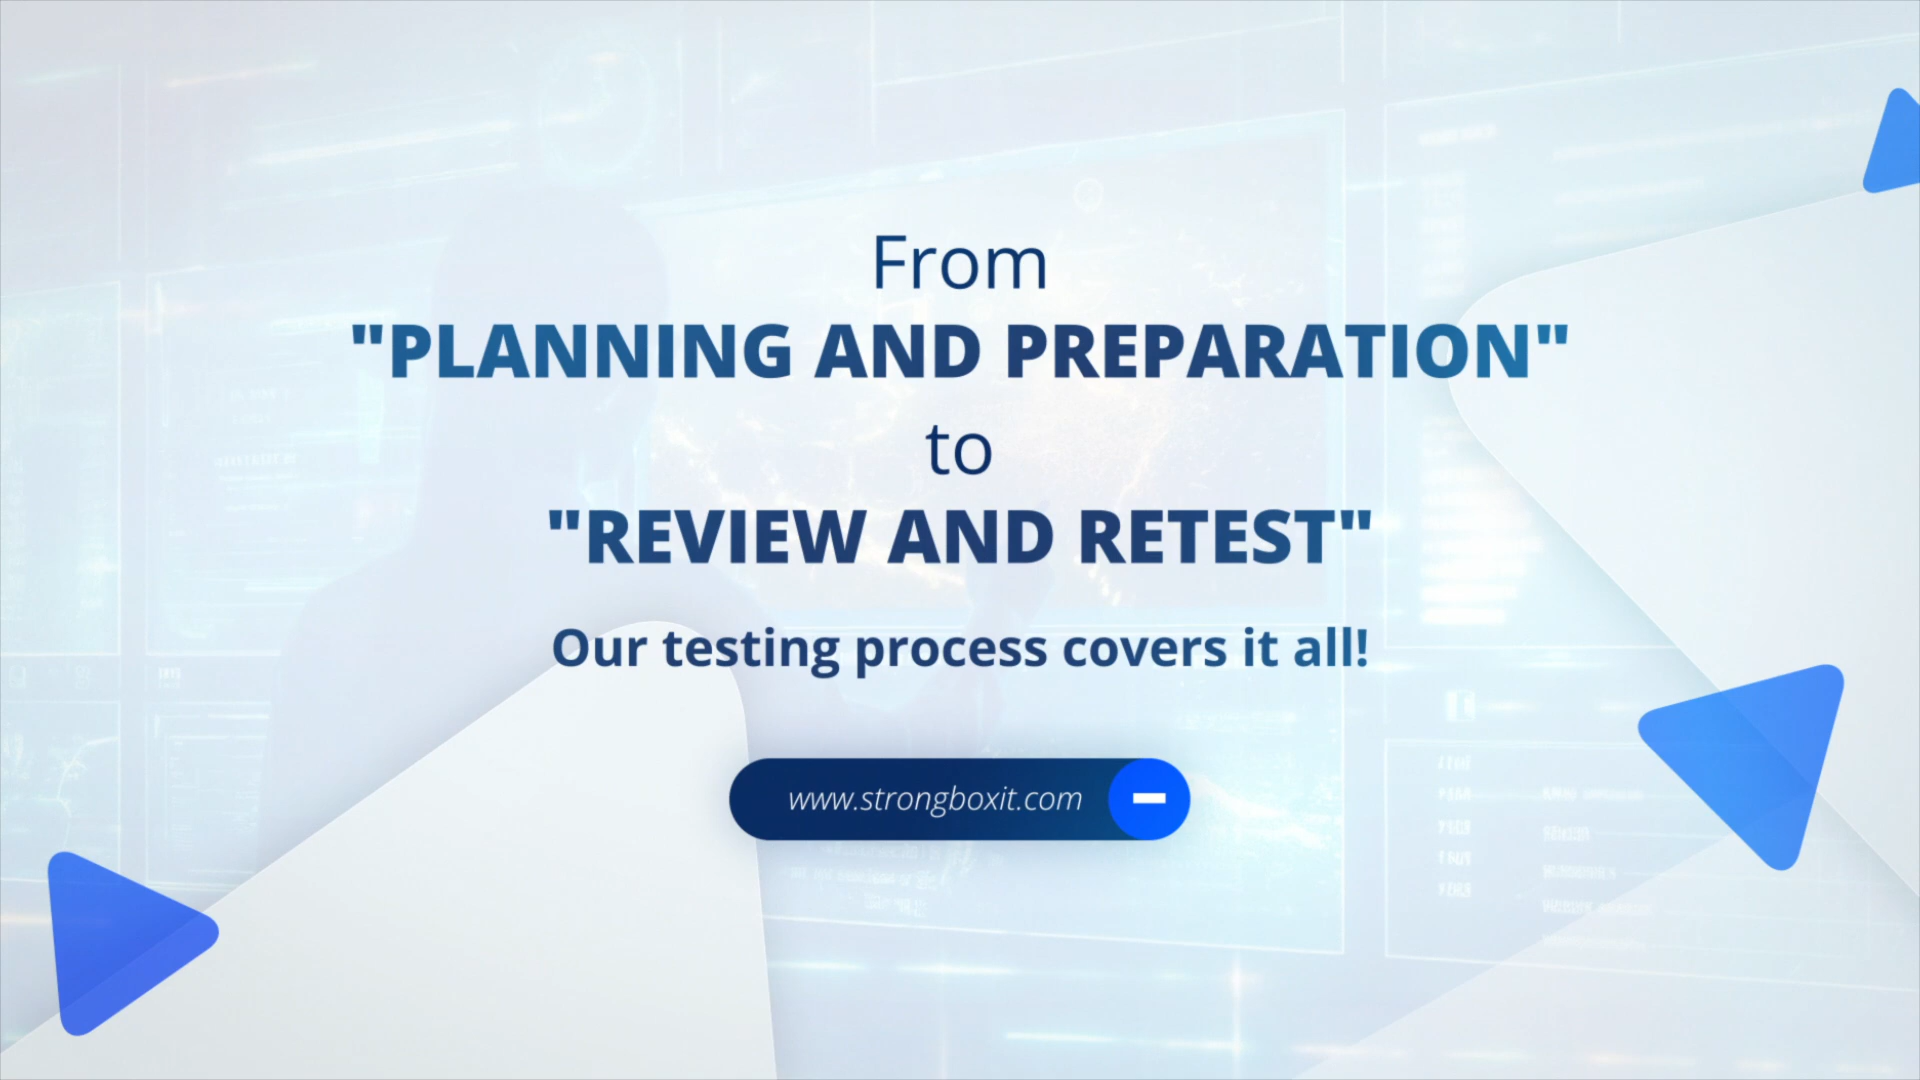 From
"PLANNING AND PREPARATION"
to
"REVIEW AND RETEST"
Our testing process covers it all!
www.strongboxit.com